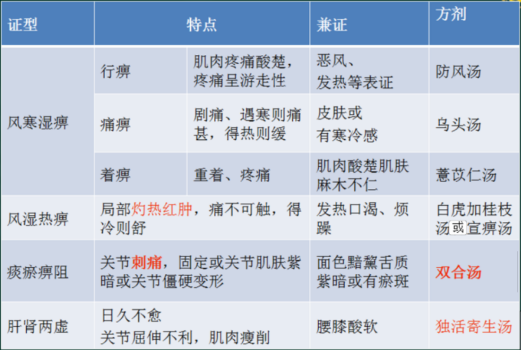 证型 特点 兼证 方剂
风寒湿痹 行痹 肌肉疼痛酸楚，
疼痛呈游走性 恶风、
发热等表证 防风汤
痛痹 剧痛、遇寒则痛
甚，得热则缓 皮肤或
有寒冷感 乌头汤
着痹 重着、疼痛 肌肉酸楚肌肤
麻木不仁 薏苡仁汤
风湿热痹 局部灼热红肿，痛不可触，得
冷则舒 发热口渴、烦
躁 白虎加桂枝
汤或宣痹汤
痰瘀痹阻 关节刺痛，固定或关节肌肤紫
暗或关节僵硬变形 面色黯黧舌质
紫暗或有瘀斑 双合汤
肝肾两虚 日久不愈
关节屈伸不利，肌肉瘦削 腰膝酸软 独活寄生汤